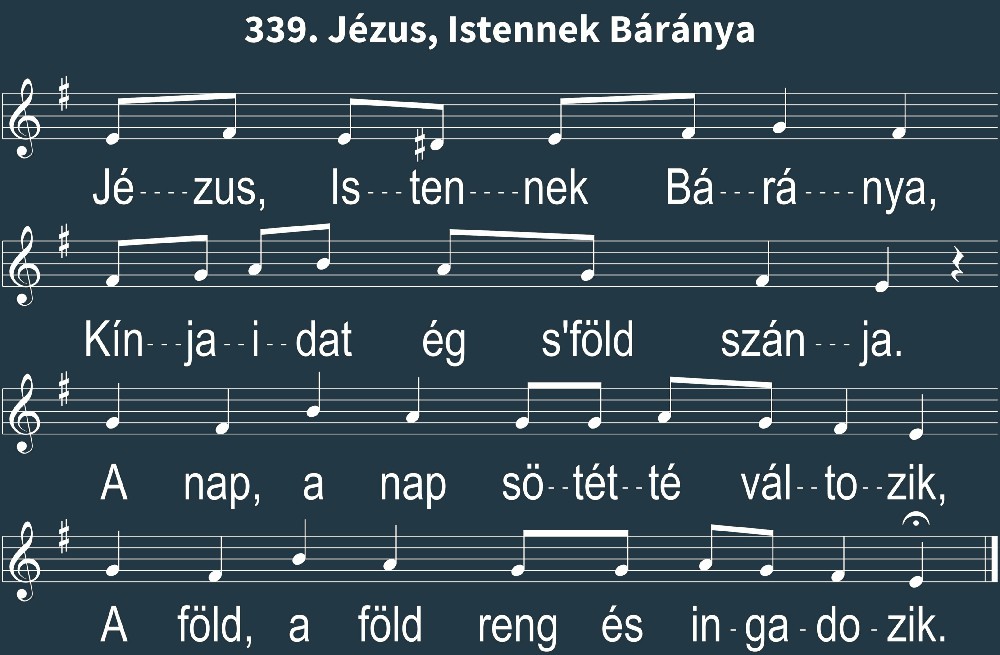 339. Jézus, Istennek Báránya
Jé----zus, Is---ten----nek Bá---rá----nya,
Kín---ja--i--dat ég s'föld szán---ja.
A nap, a nap sö--tét--té vál--to--zik,
A föld, a föld reng és in-ga-do-zik.